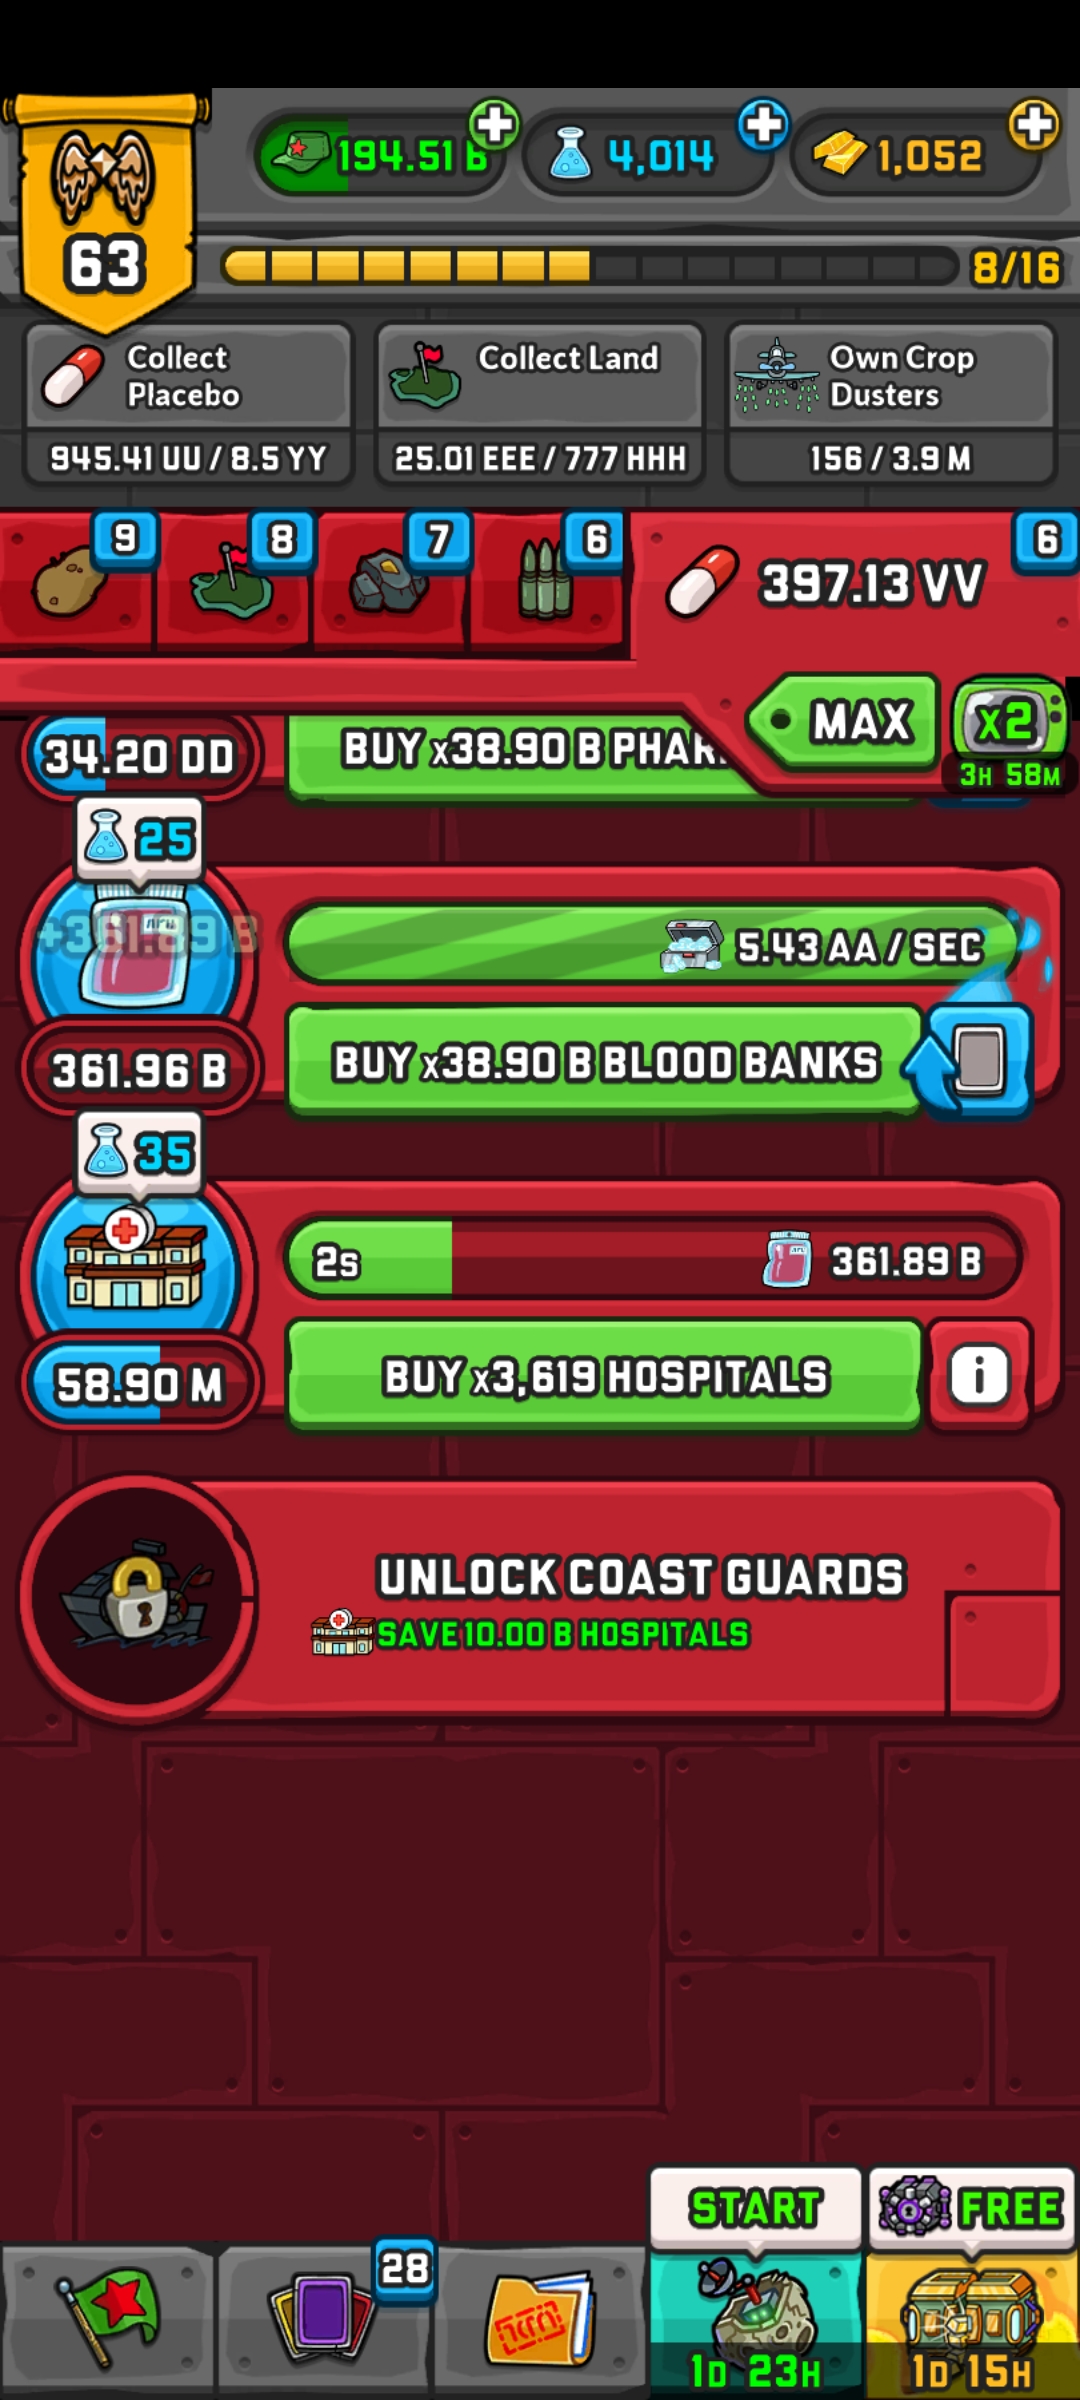 194.51 B
4,014
1,052
63
8/16
Collect
Placebo
945.41 UU / 8.5 YY
Collect Land
25.01 EEE / 777 HHH
Own Crop
Dusters
156 / 3.9 M
9
8
7
6
397.13 VV
6
MAX
x2
3H 58M
34.20 DD
BUY x38.90 B PHAR
25
+361.89 B
5.43 AA / SEC
361.96 B
BUY x38.90 B BLOOD BANKS
35
2s
361.89 B
58.90 M
BUY x3,619 HOSPITALS
i
UNLOCK COAST GUARDS
SAVE 10.00 B HOSPITALS
START
FREE
28
1D 23H
1D 15H